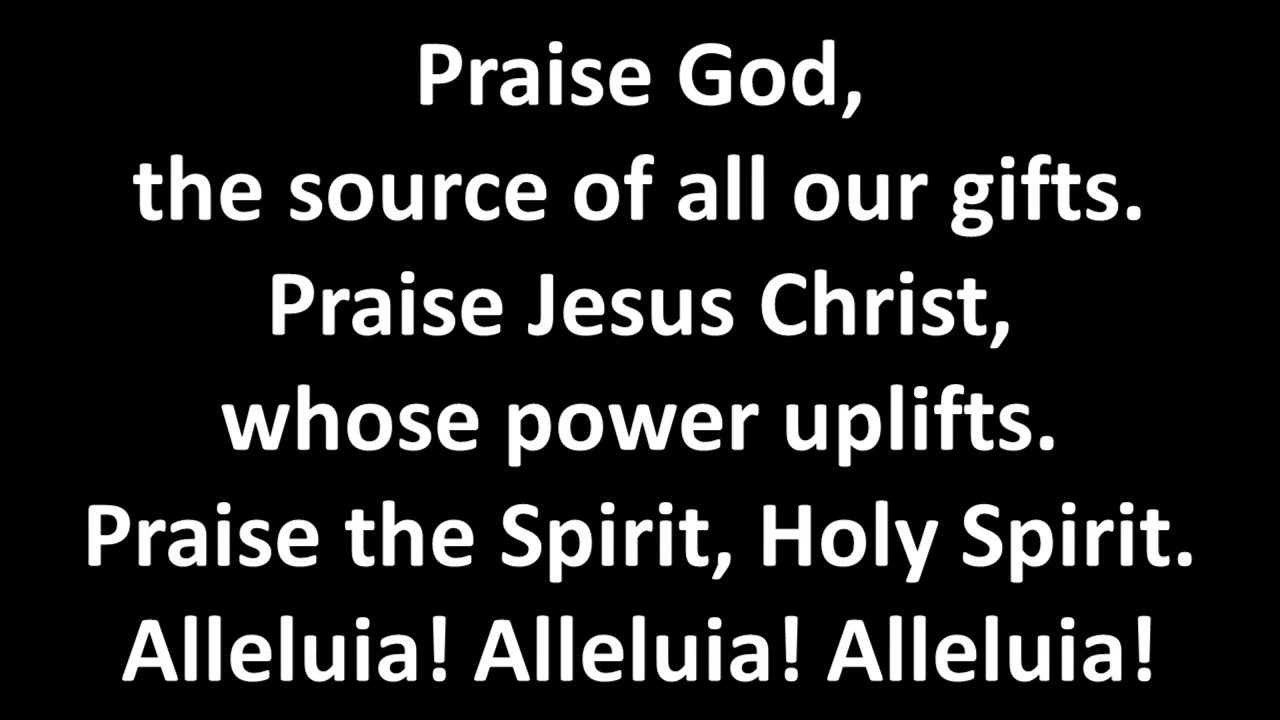 Praise God,
the source of all our gifts.
Praise Jesus Christ,
whose power uplifts.
Praise the Spirit, Holy Spirit.
Alleluia! Alleluia! Alleluia!